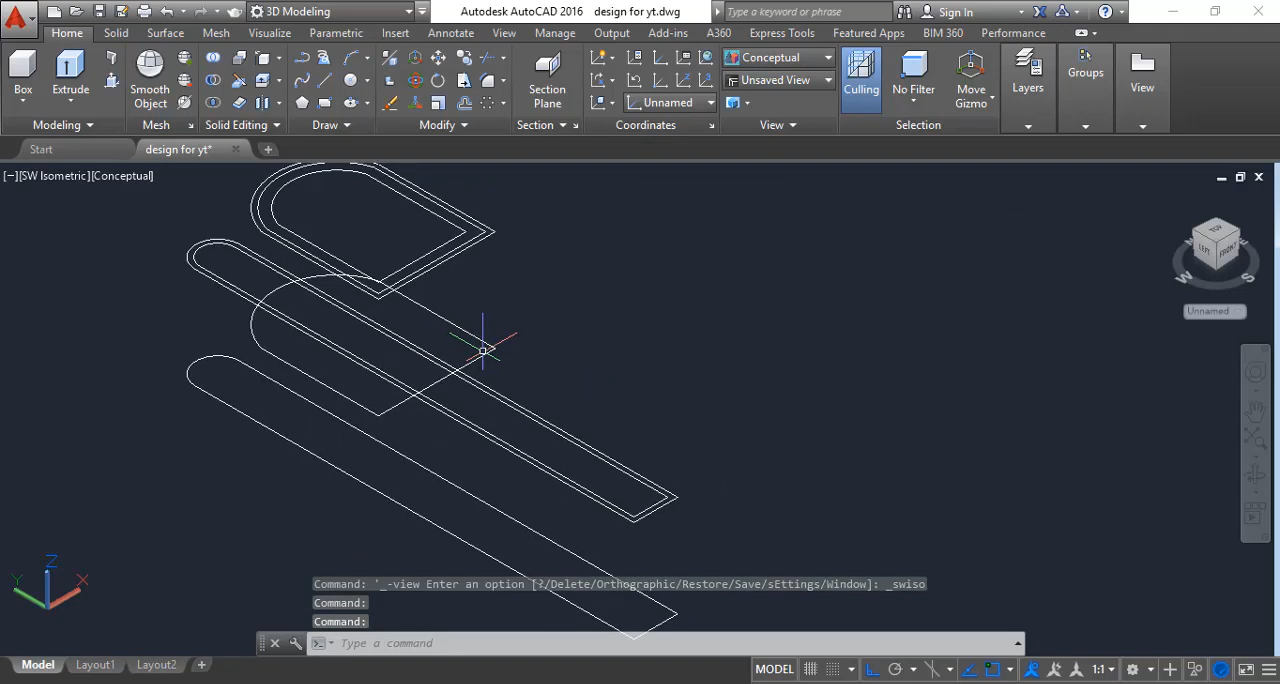 3D Modeling
Autodesk AutoCAD 2016 design for yt.dwg
Type a keyword or phrase
Sign In
Home Solid Surface Mesh Visualize Parametric Insert Annotate View Manage Output Add-ins A360 Express Tools Featured Apps BIM 360 Performance
Box
Extrude
Smooth Object
Section Plane
Conceptual
Unsaved View
Unnamed
Culling
No Filter
Move Gizmo
Layers
Groups
View
Modeling
Mesh
Solid Editing
Draw
Modify
Section
Coordinates
View
Selection
Start
design for yt*
[−][SW Isometric][Conceptual]
TOP
LEFT
FRONT
W
S
Unnamed
Z
Y
X
Command: '_-view Enter an option [?/Delete/Orthographic/Restore/Save/sEttings/Window]: _swiso
Command:
Command:
Type a command
Model Layout1 Layout2
MODEL
1:1